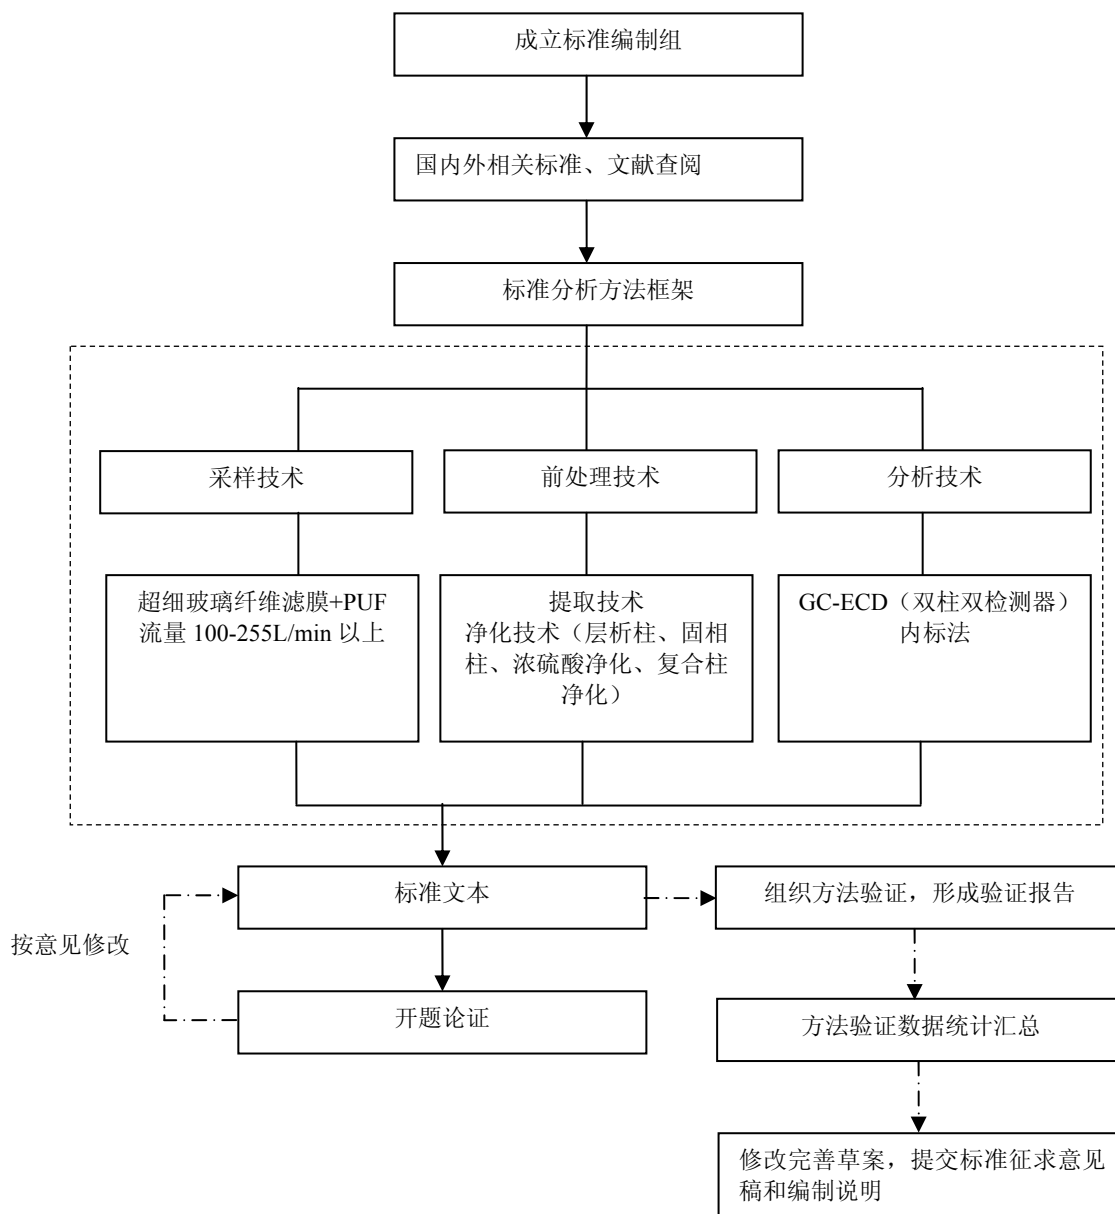 成立标准编制组
国内外相关标准、文献查阅
标准分析方法框架
采样技术
前处理技术
分析技术
超细玻璃纤维滤膜+PUF
流量 100-255L/min 以上
提取技术
净化技术（层析柱、固相
柱、浓硫酸净化、复合柱
净化）
GC-ECD（双柱双检测器）
内标法
标准文本
组织方法验证，形成验证报告
按意见修改
开题论证
方法验证数据统计汇总
修改完善草案，提交标准征求意见
稿和编制说明